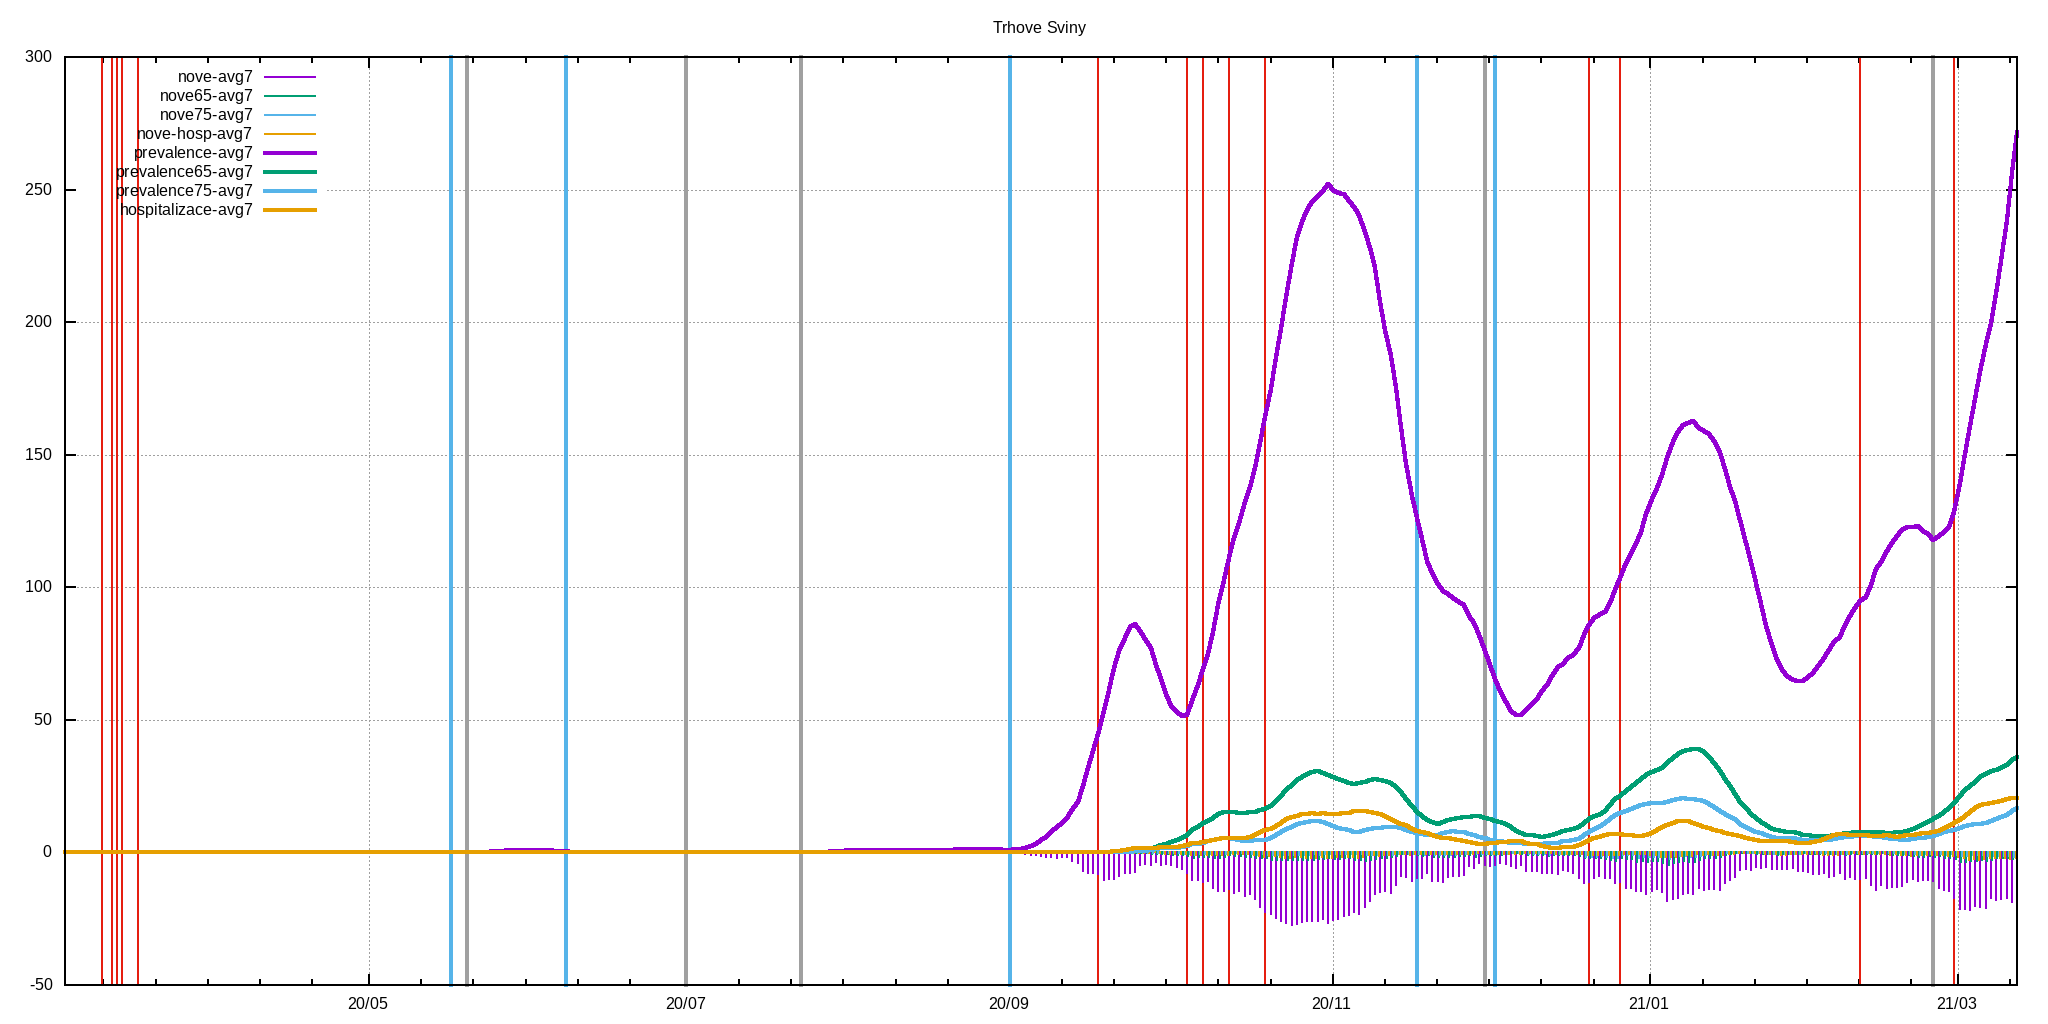 Trhove Sviny
300
250
200
150
100
50
0
-50
nove-avg7
nove65-avg7
nove75-avg7
nove-hosp-avg7
prevalence-avg7
prevalence65-avg7
prevalence75-avg7
hospitalizace-avg7
20/05 20/07 20/09 20/11 21/01 21/03